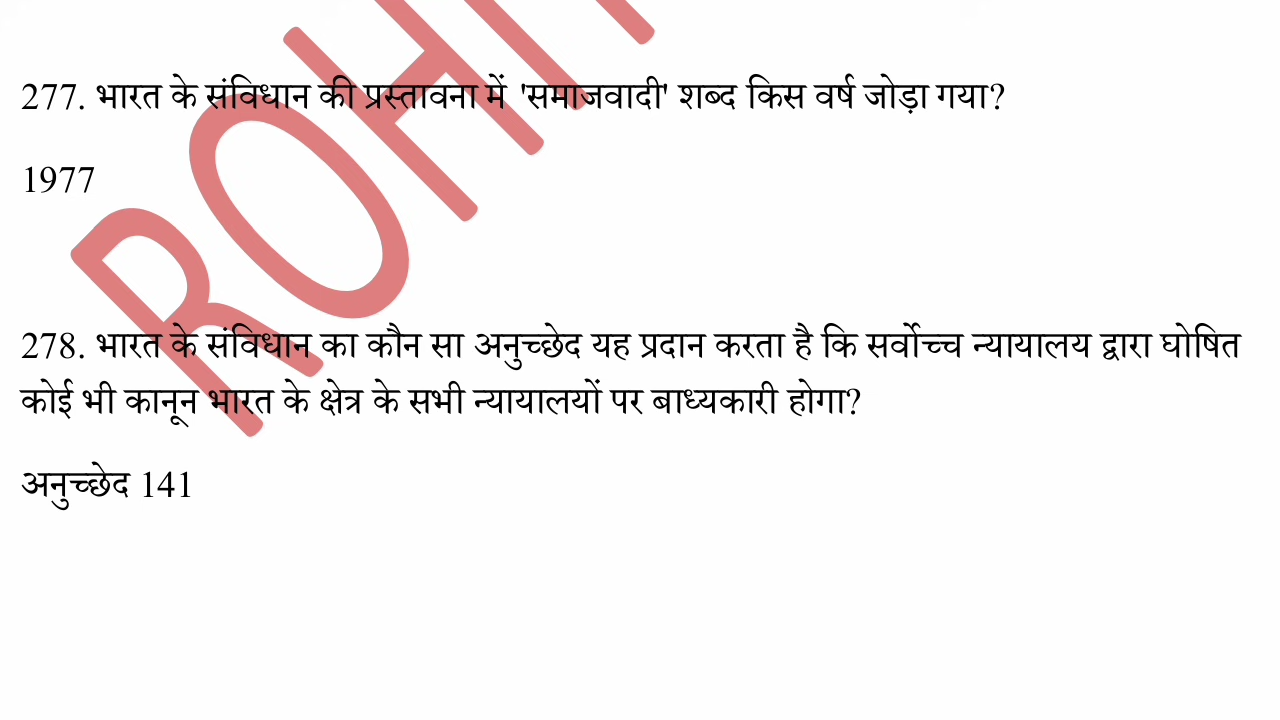 277. भारत के संविधान की प्रस्तावना में 'समाजवादी' शब्द किस वर्ष जोड़ा गया?
1977
278. भारत के संविधान का कौन सा अनुच्छेद यह प्रदान करता है कि सर्वोच्च न्यायालय द्वारा घोषित
कोई भी कानून भारत के क्षेत्र के सभी न्यायालयों पर बाध्यकारी होगा?
अनुच्छेद 141